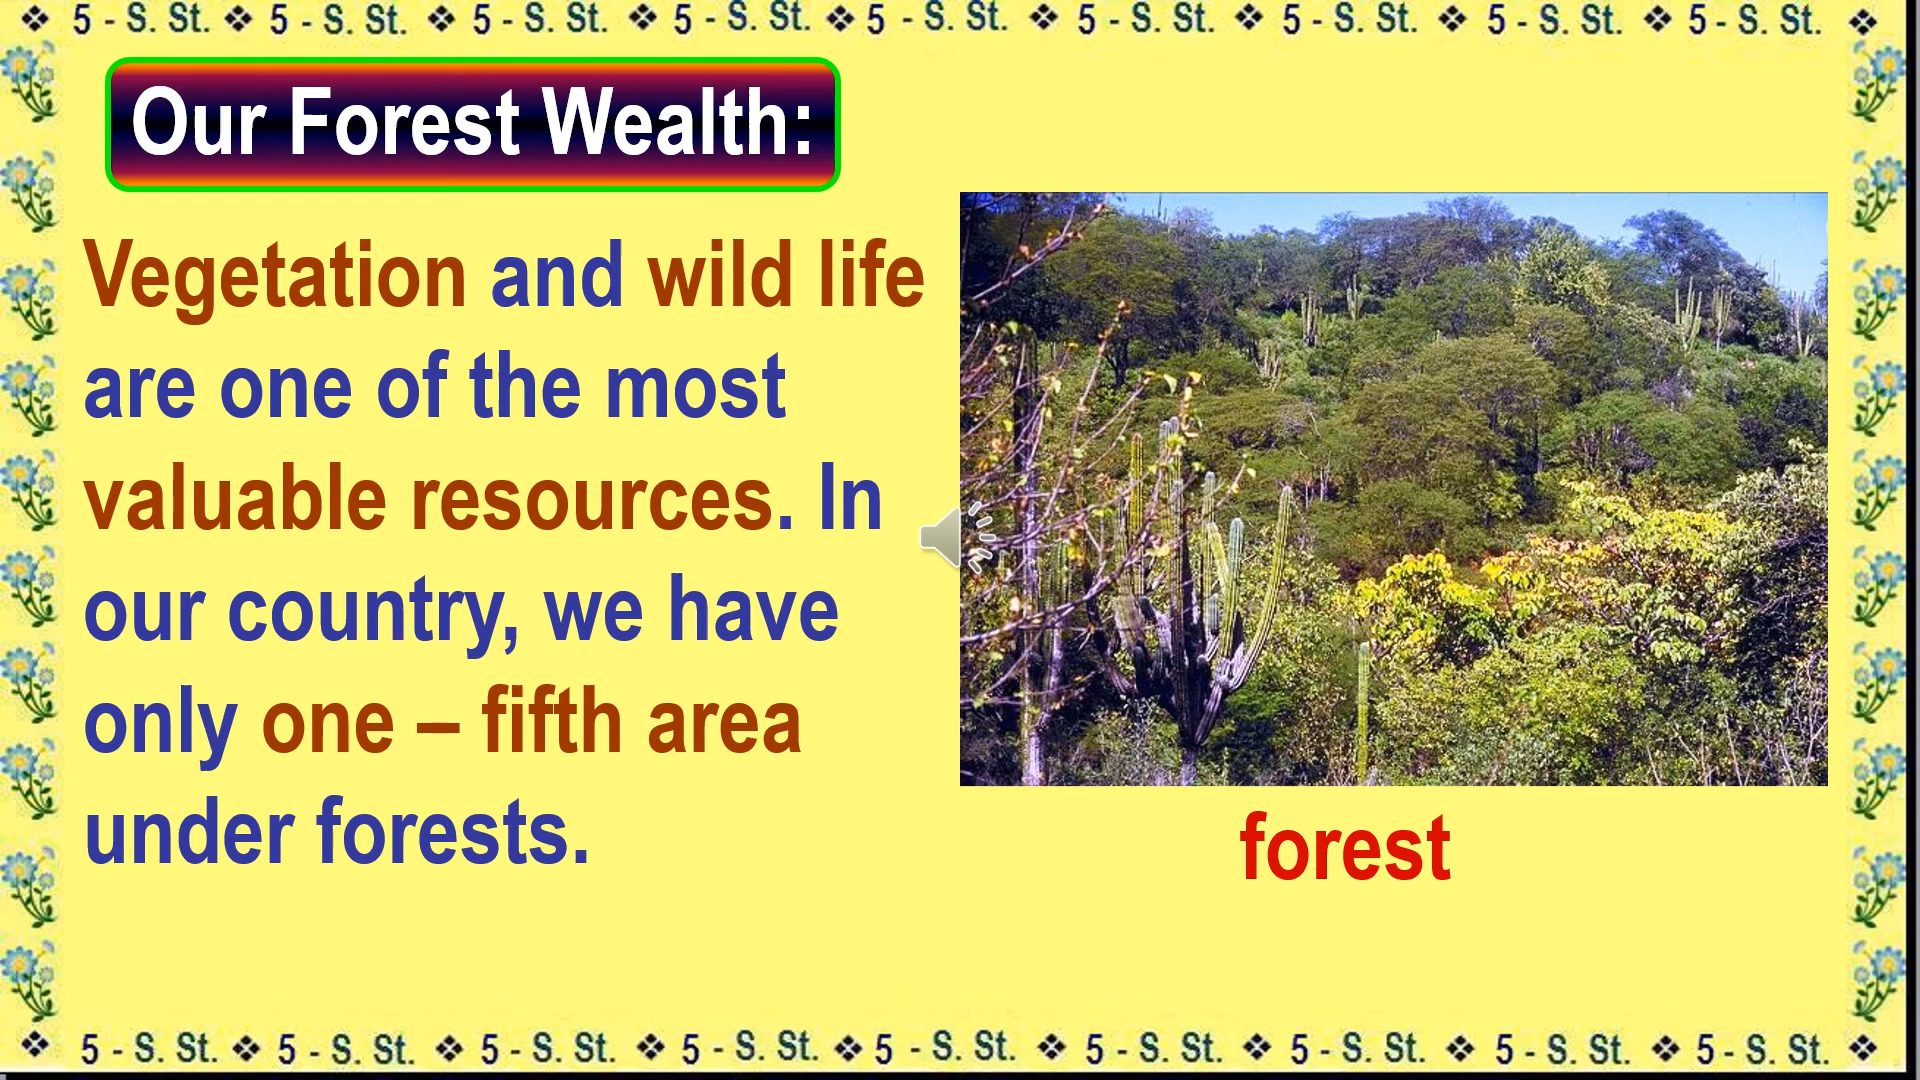 ❖ 5 - S. St. ❖ 5 - S. St. ❖ 5 - S. St. ❖ 5 - S. St. ❖ 5 - S. St. ❖ 5 - S. St. ❖ 5 - S. St. ❖ 5 - S. St. ❖ 5 - S. St. ❖
Our Forest Wealth:
Vegetation and wild life
are one of the most
valuable resources. In
our country, we have
only one – fifth area
under forests.
forest
❖ 5 - S. St. ❖ 5 - S. St. ❖ 5 - S. St. ❖ 5 - S. St. ❖ 5 - S. St. ❖ 5 - S. St. ❖ 5 - S. St. ❖ 5 - S. St. ❖ 5 - S. St. ❖